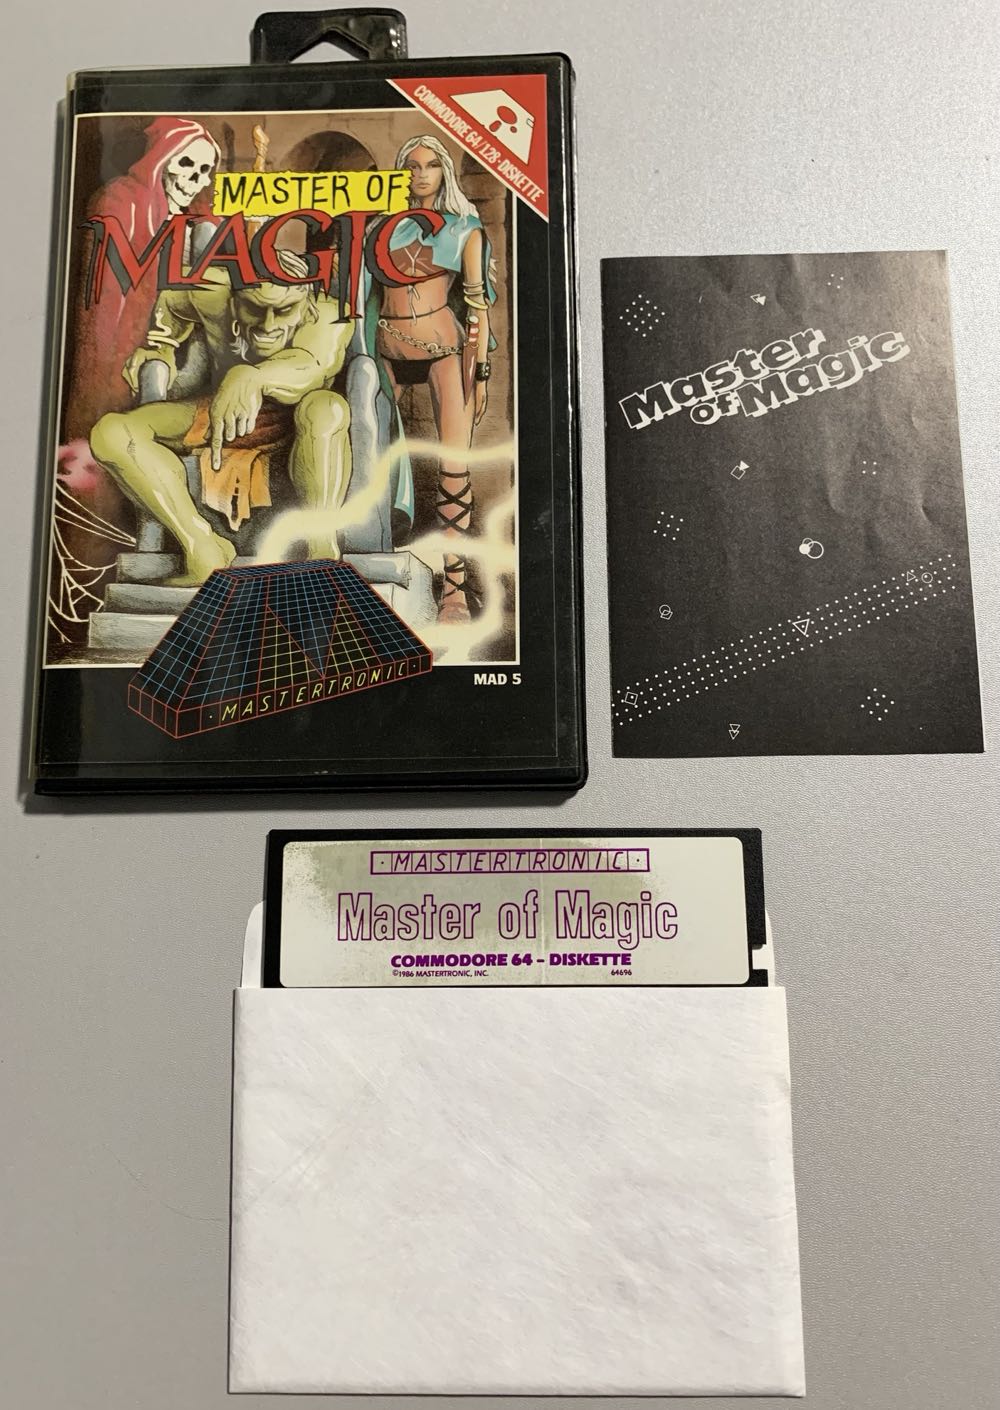 COMMODORE 64/128-DISKETTE
MASTER OF
MAGIC
·MASTERTRONIC·
MAD 5
Master
of Magic
·MASTERTRONIC·
Master of Magic
COMMODORE 64 - DISKETTE
©1986 MASTERTRONIC, INC. 64696